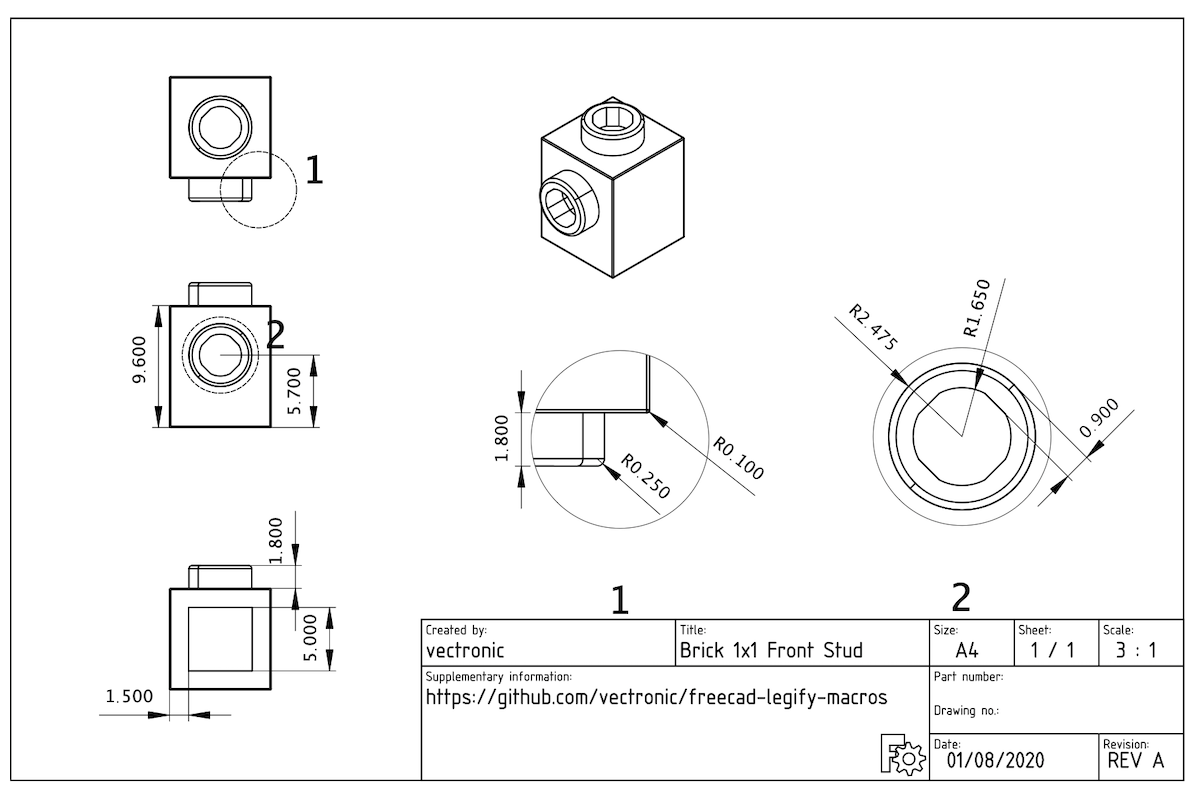 1
2
9.600
5.700
R2.475
R1.650
0.900
1.800
R0.250
R0.100
1.800
5.000
1.500
1
2
Created by:
vectronic
Title:
Brick 1x1 Front Stud
Size:
A4
Sheet:
1 / 1
Scale:
3 : 1
Supplementary information:
https://github.com/vectronic/freecad-legify-macros
Part number:
Drawing no.:
Date:
01/08/2020
Revision:
REV A